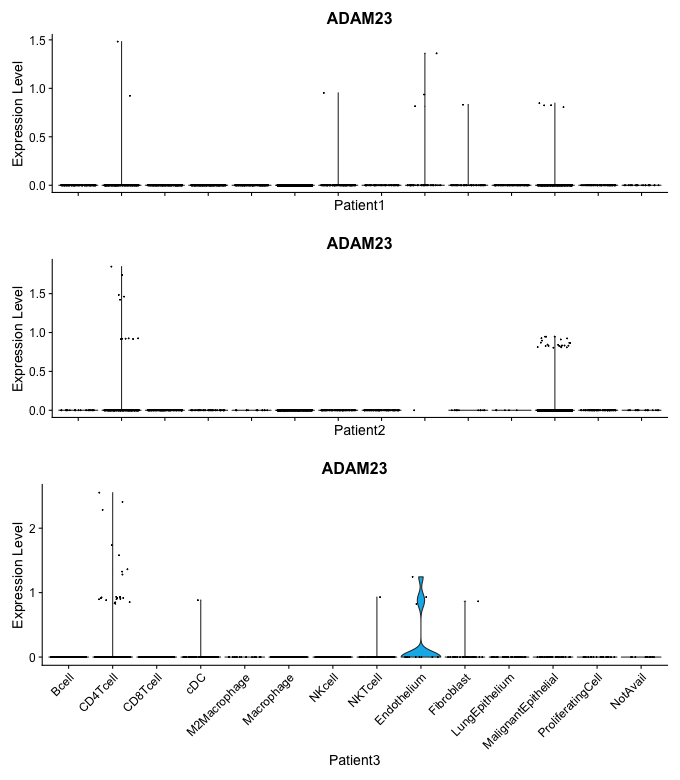 ADAM23
Expression Level
1.5
1.0
0.5
0.0
Patient1
ADAM23
Expression Level
1.5
1.0
0.5
0.0
Patient2
ADAM23
Expression Level
2
1
0
Bcell
CD4Tcell
CD8Tcell
cDC
M2Macrophage
Macrophage
NKcell
NKTcell
Endothelium
Fibroblast
LungEpithelium
MalignantEpithelial
ProliferatingCell
NotAvail
Patient3